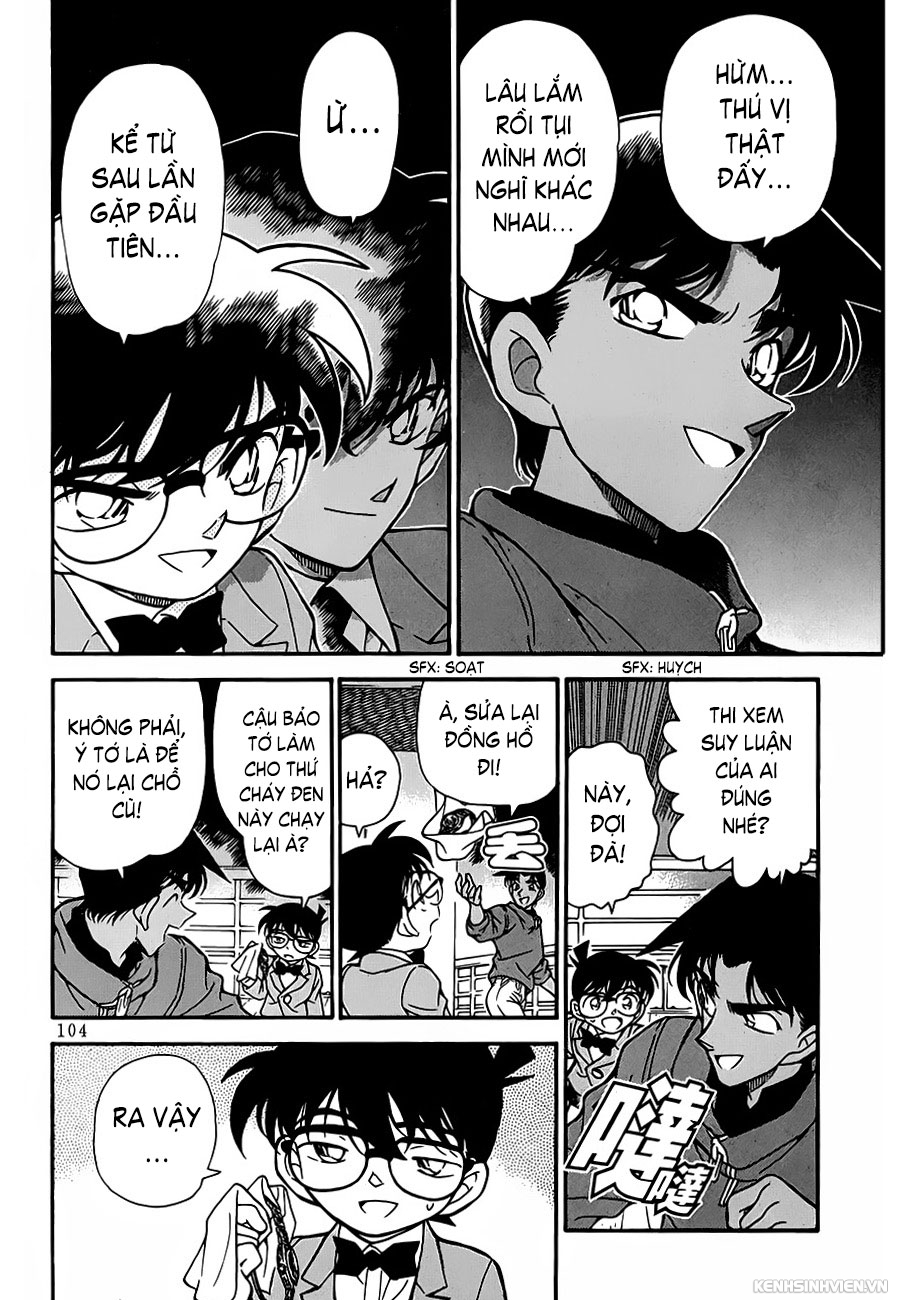 HỪM...
THÚ VỊ
THẬT
ĐẤY...
LÂU LẮM
RỒI TỤI
MÌNH MỚI
NGHĨ KHÁC
NHAU...
Ừ...
KỂ TỪ
SAU LẦN
GẶP ĐẦU
TIÊN...
SFX: HUỴCH
SFX: SOẠT
THI XEM
SUY LUẬN
CỦA AI
ĐÚNG
NHÉ?
NÀY,
ĐỢI
ĐÀ!
噠
噠
À, SỬA LẠI
ĐỒNG HỒ
ĐI!
HẢ?
CẬU BẢO
TỚ LÀM
CHO THỨ
CHÁY ĐEN
NÀY CHẠY
LẠI À?
KHÔNG PHẢI,
Ý TỚ LÀ ĐỂ
NÓ LẠI CHỖ
CŨ!
104
RA VẬY
...
KENHSINHVIEN.VN